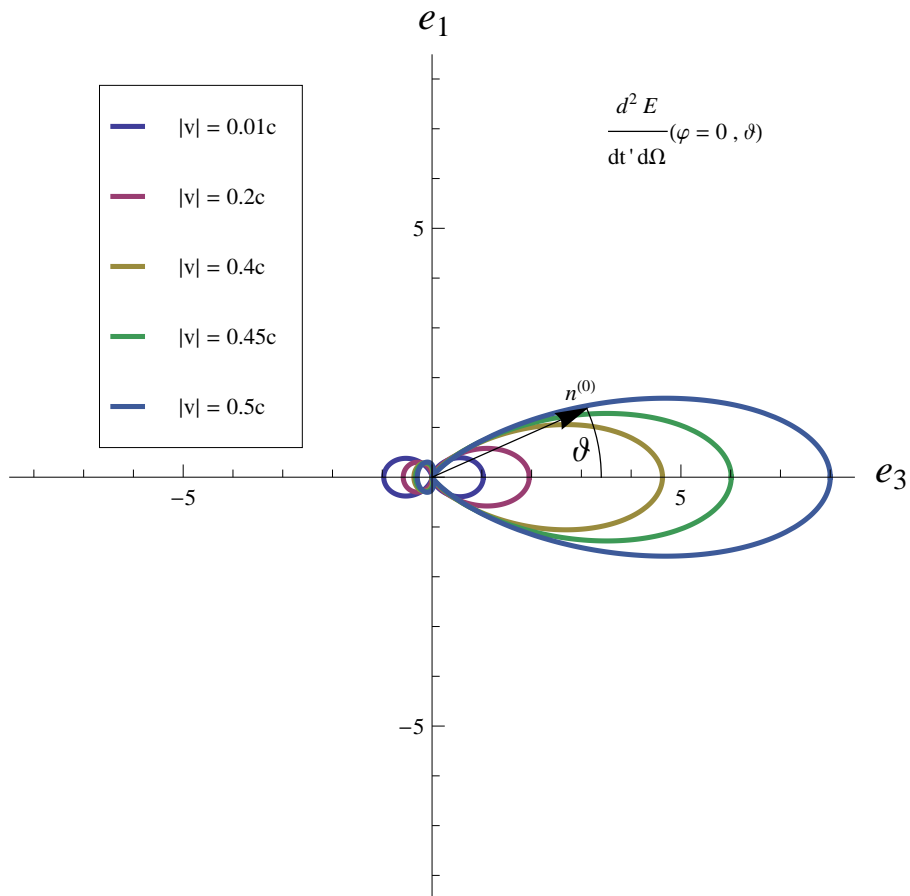 e₁
|v| = 0.01c
|v| = 0.2c
|v| = 0.4c
|v| = 0.45c
|v| = 0.5c
d² E
dt' dΩ
(φ = 0 , ϑ)
5
n⁽⁰⁾
ϑ
-5
5
e₃
-5